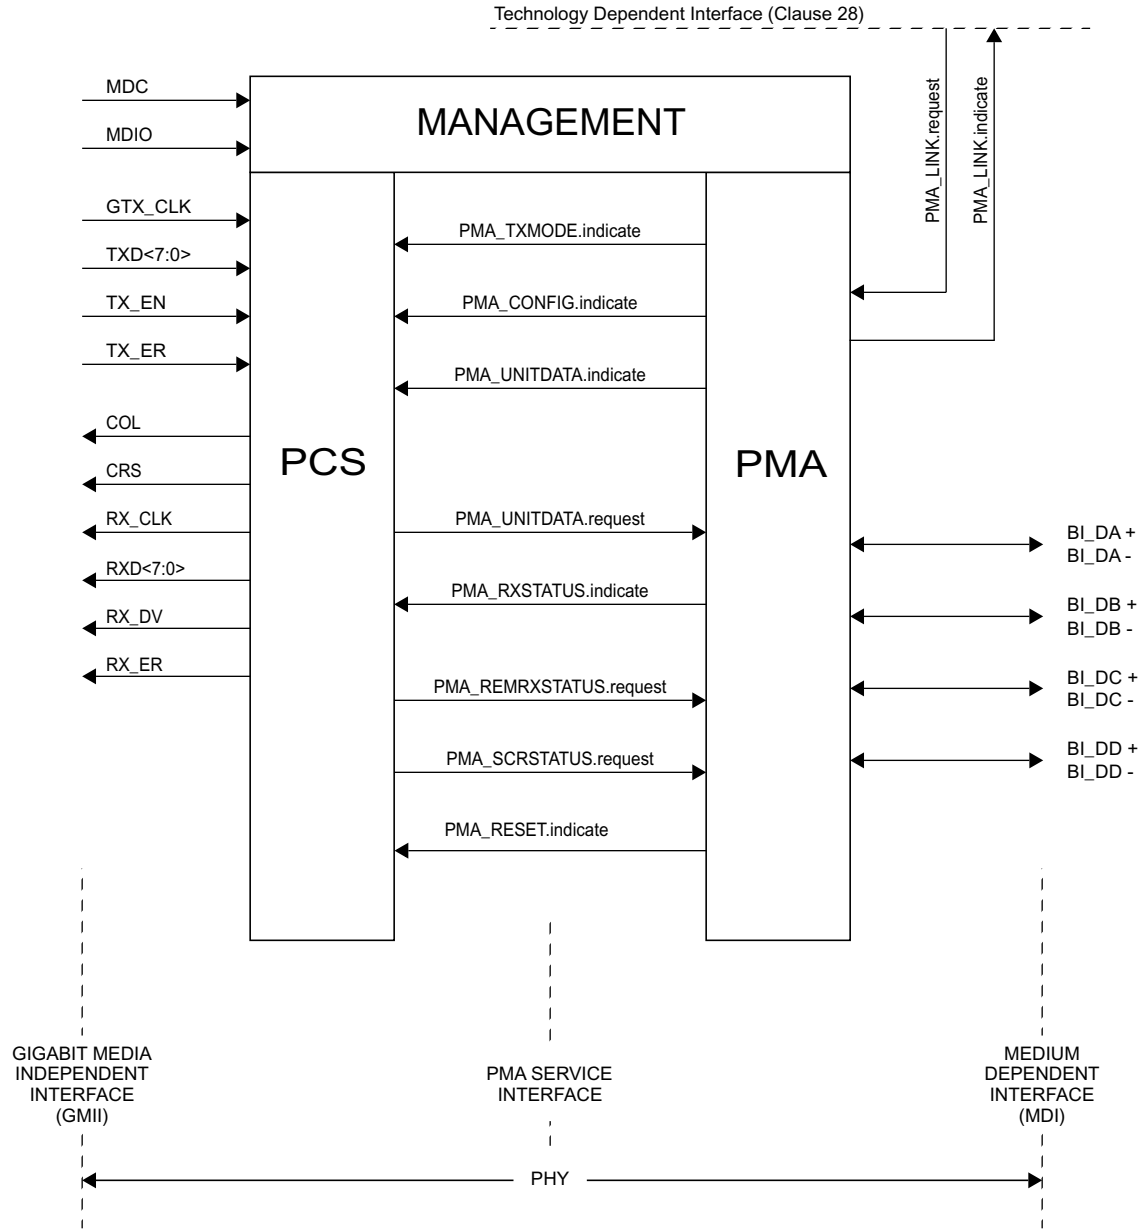 Technology Dependent Interface (Clause 28)
MDC
MDIO
MANAGEMENT
PMA_LINK.request
PMA_LINK.indicate
GTX_CLK
TXD<7:0>
TX_EN
TX_ER
COL
CRS
RX_CLK
RXD<7:0>
RX_DV
RX_ER
PCS
PMA_TXMODE.indicate
PMA_CONFIG.indicate
PMA_UNITDATA.indicate
PMA_UNITDATA.request
PMA_RXSTATUS.indicate
PMA_REMRXSTATUS.request
PMA_SCRSTATUS.request
PMA_RESET.indicate
PMA
BI_DA +
BI_DA -
BI_DB +
BI_DB -
BI_DC +
BI_DC -
BI_DD +
BI_DD -
GIGABIT MEDIA
INDEPENDENT
INTERFACE
(GMII)
PMA SERVICE
INTERFACE
MEDIUM
DEPENDENT
INTERFACE
(MDI)
PHY